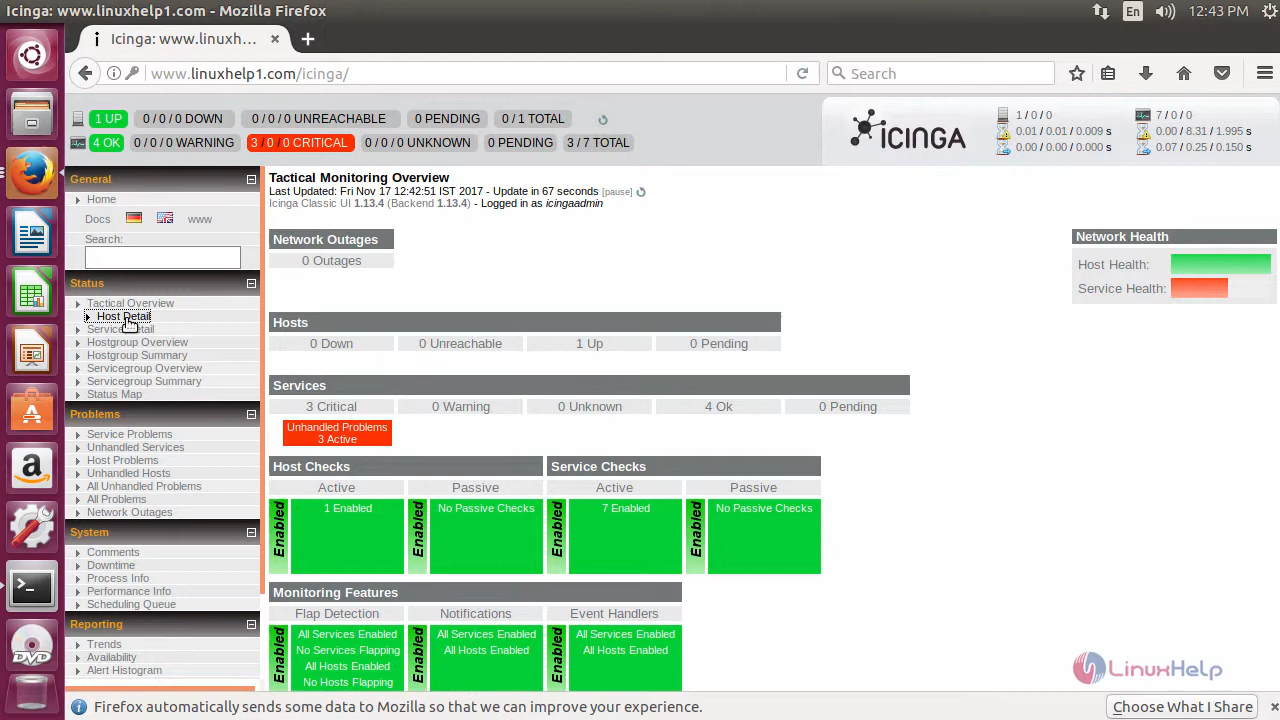 Icinga: www.linuxhelp1.com - Mozilla Firefox
En
12:43 PM
Icinga: www.linuxh...
www.linuxhelp1.com/icinga/
Search
1 UP
0 / 0 / 0 DOWN
0 / 0 / 0 UNREACHABLE
0 PENDING
0 / 1 TOTAL
4 OK
0 / 0 / 0 WARNING
3 / 0 / 0 CRITICAL
0 / 0 / 0 UNKNOWN
0 PENDING
3 / 7 TOTAL
ICINGA
1 / 0 / 0
0.01 / 0.01 / 0.009 s
0.00 / 0.00 / 0.000 s
7 / 0 / 0
0.00 / 8.31 / 1.995 s
0.07 / 0.25 / 0.150 s
General
Home
Docs
www
Search:
Status
Tactical Overview
Host Detail
Service Detail
Hostgroup Overview
Hostgroup Summary
Servicegroup Overview
Servicegroup Summary
Status Map
Problems
Service Problems
Unhandled Services
Host Problems
Unhandled Hosts
All Unhandled Problems
All Problems
Network Outages
System
Comments
Downtime
Process Info
Performance Info
Scheduling Queue
Reporting
Trends
Availability
Alert Histogram
Tactical Monitoring Overview
Last Updated: Fri Nov 17 12:42:51 IST 2017 - Update in 67 seconds [pause]
Icinga Classic UI 1.13.4 (Backend 1.13.4) - Logged in as icingaadmin
Network Outages
0 Outages
Network Health
Host Health:
Service Health:
Hosts
0 Down
0 Unreachable
1 Up
0 Pending
Services
3 Critical
0 Warning
0 Unknown
4 Ok
0 Pending
Unhandled Problems
3 Active
Host Checks
Service Checks
Active
Passive
Active
Passive
Enabled
1 Enabled
Enabled
No Passive Checks
Enabled
7 Enabled
Enabled
No Passive Checks
Monitoring Features
Flap Detection
Notifications
Event Handlers
Enabled
All Services Enabled
No Services Flapping
All Hosts Enabled
No Hosts Flapping
Enabled
All Services Enabled
All Hosts Enabled
Enabled
All Services Enabled
All Hosts Enabled
LinuxHelp
Firefox automatically sends some data to Mozilla so that we can improve your experience.
Choose What I Share